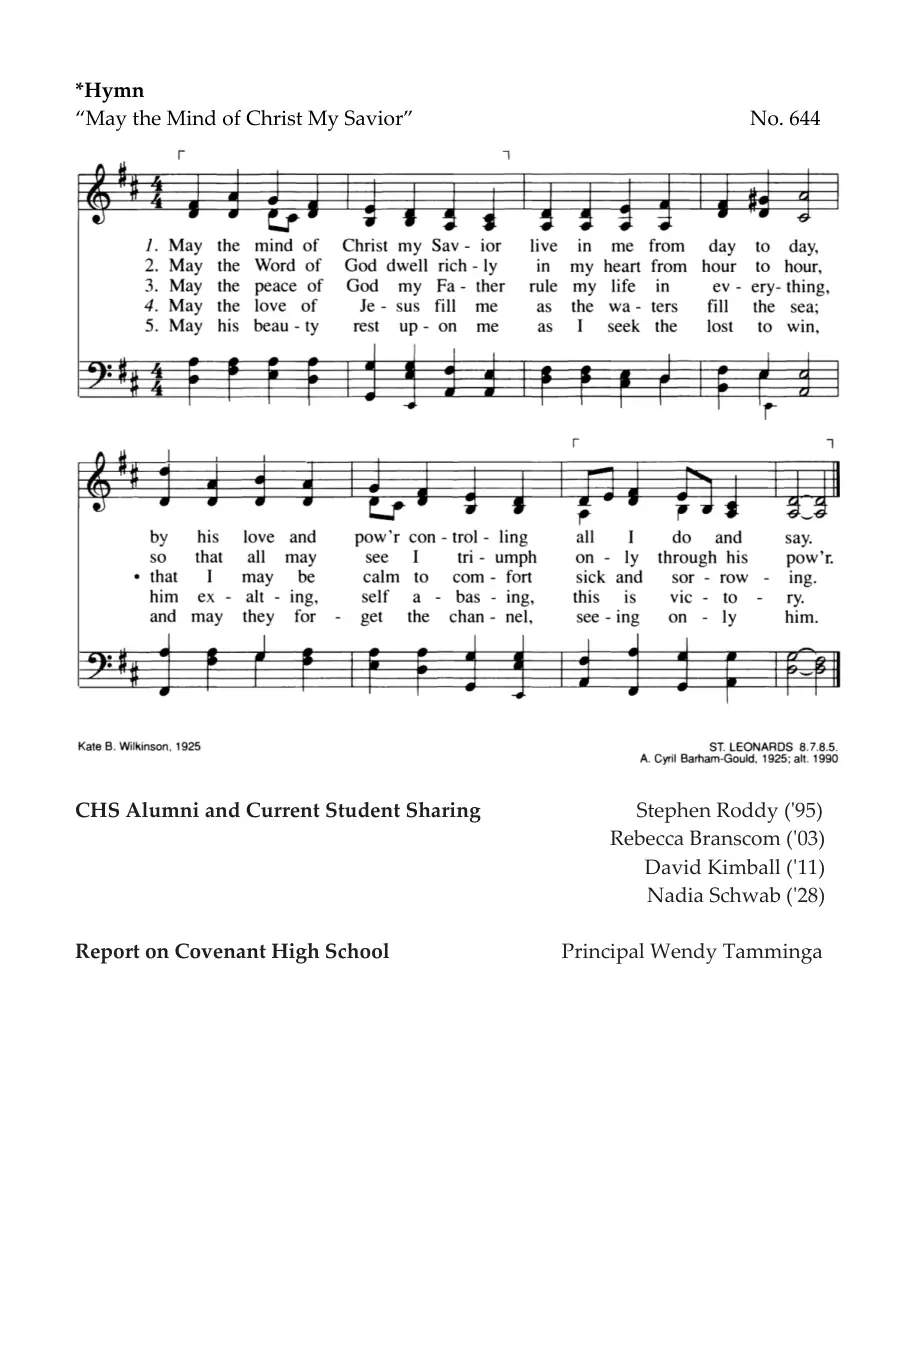 *Hymn
“May the Mind of Christ My Savior” No. 644
1. May the mind of Christ my Sav - ior live in me from day to day,
2. May the Word of God dwell rich - ly in my heart from hour to hour,
3. May the peace of God my Fa - ther rule my life in ev - ery- thing,
4. May the love of Je - sus fill me as the wa - ters fill the sea;
5. May his beau - ty rest up - on me as I seek the lost to win,
by his love and pow'r con - trol - ling all I do and say.
so that all may see I tri - umph on - ly through his pow'r.
• that I may be calm to com - fort sick and sor - row - ing.
him ex - alt - ing, self a - bas - ing, this is vic - to - ry.
and may they for - get the chan - nel, see - ing on - ly him.
Kate B. Wilkinson, 1925 ST. LEONARDS 8.7.8.5.
A. Cyril Barham-Gould, 1925; alt. 1990
CHS Alumni and Current Student Sharing Stephen Roddy ('95)
Rebecca Branscom ('03)
David Kimball ('11)
Nadia Schwab ('28)
Report on Covenant High School Principal Wendy Tamminga